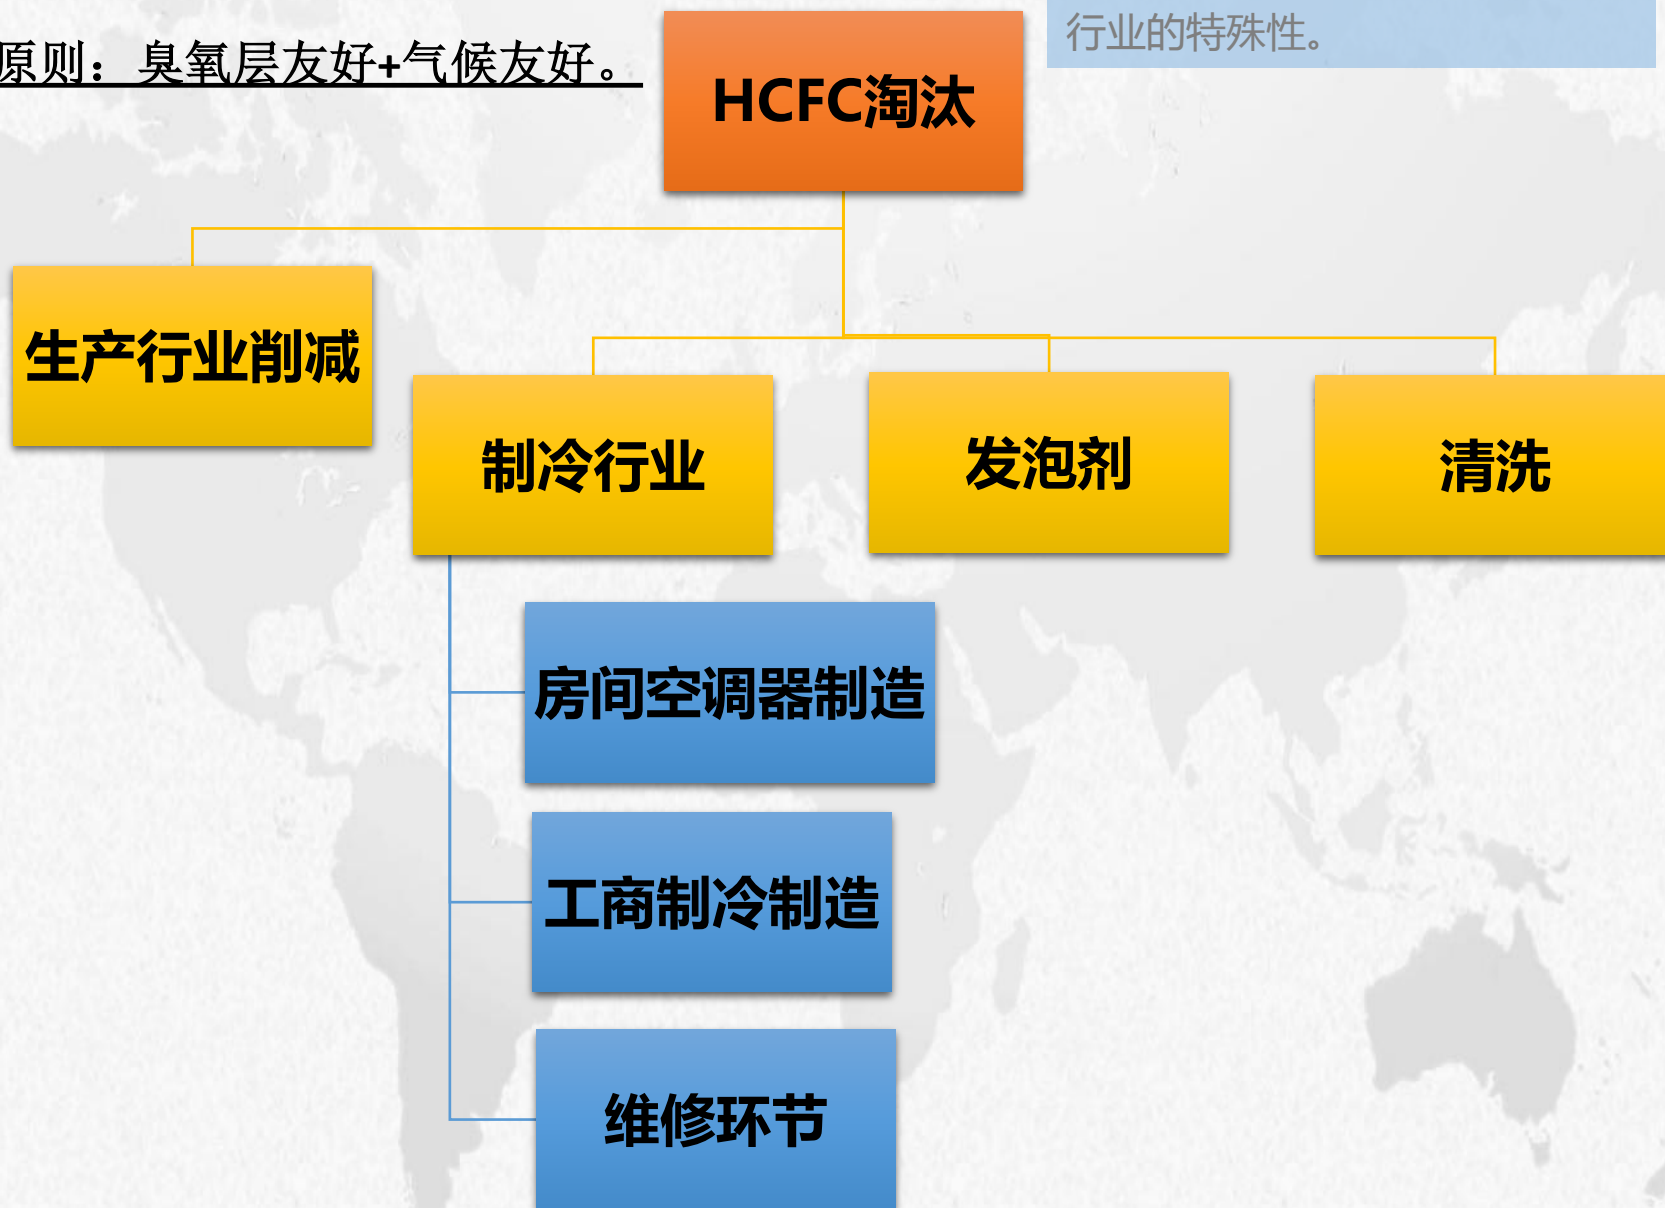 原则：臭氧层友好+气候友好。
行业的特殊性。
HCFC淘汰
生产行业削减
制冷行业
发泡剂
清洗
房间空调器制造
工商制冷制造
维修环节